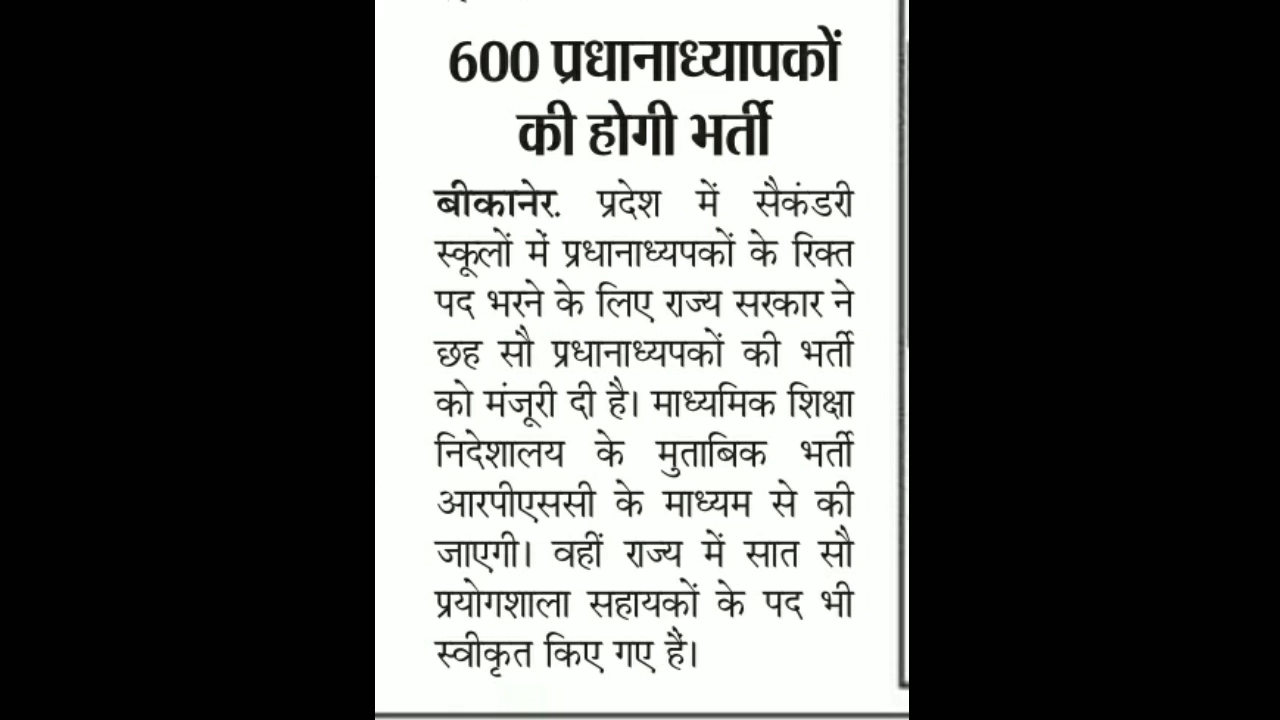 600 प्रधानाध्यापकों
की होगी भर्ती
बीकानेर. प्रदेश में सैकंडरी
स्कूलों में प्रधानाध्यपकों के रिक्त
पद भरने के लिए राज्य सरकार ने
छह सौ प्रधानाध्यपकों की भर्ती
को मंजूरी दी है। माध्यमिक शिक्षा
निदेशालय के मुताबिक भर्ती
आरपीएससी के माध्यम से की
जाएगी। वहीं राज्य में सात सौ
प्रयोगशाला सहायकों के पद भी
स्वीकृत किए गए हैं।